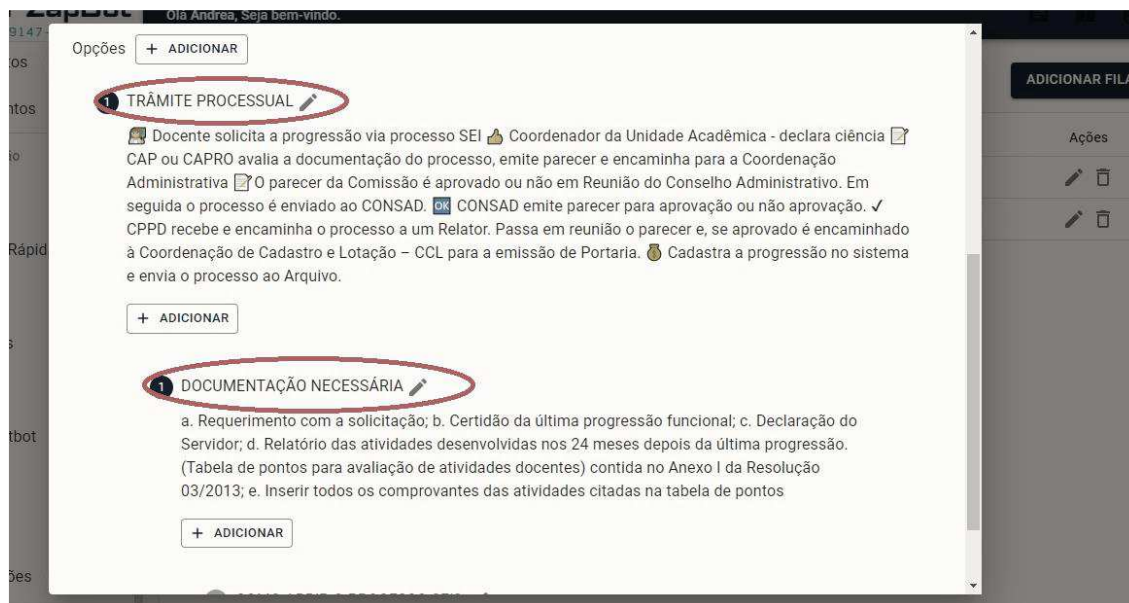 Olá Andrea, Seja bem-vindo.
9147-
Opções + ADICIONAR
ADICIONAR FILA
1 TRÂMITE PROCESSUAL
Docente solicita a progressão via processo SEI 👍 Coordenador da Unidade Acadêmica - declara ciência 📝
CAP ou CAPRO avalia a documentação do processo, emite parecer e encaminha para a Coordenação
Administrativa 📝O parecer da Comissão é aprovado ou não em Reunião do Conselho Administrativo. Em
seguida o processo é enviado ao CONSAD. 🆗 CONSAD emite parecer para aprovação ou não aprovação. ✓
CPPD recebe e encaminha o processo a um Relator. Passa em reunião o parecer e, se aprovado é encaminhado
à Coordenação de Cadastro e Lotação – CCL para a emissão de Portaria. 💰 Cadastra a progressão no sistema
e envia o processo ao Arquivo.
+ ADICIONAR
1 DOCUMENTAÇÃO NECESSÁRIA
a. Requerimento com a solicitação; b. Certidão da última progressão funcional; c. Declaração do
Servidor; d. Relatório das atividades desenvolvidas nos 24 meses depois da última progressão.
(Tabela de pontos para avaliação de atividades docentes) contida no Anexo I da Resolução
03/2013; e. Inserir todos os comprovantes das atividades citadas na tabela de pontos
+ ADICIONAR
Ações
Rápid
tbot
ões